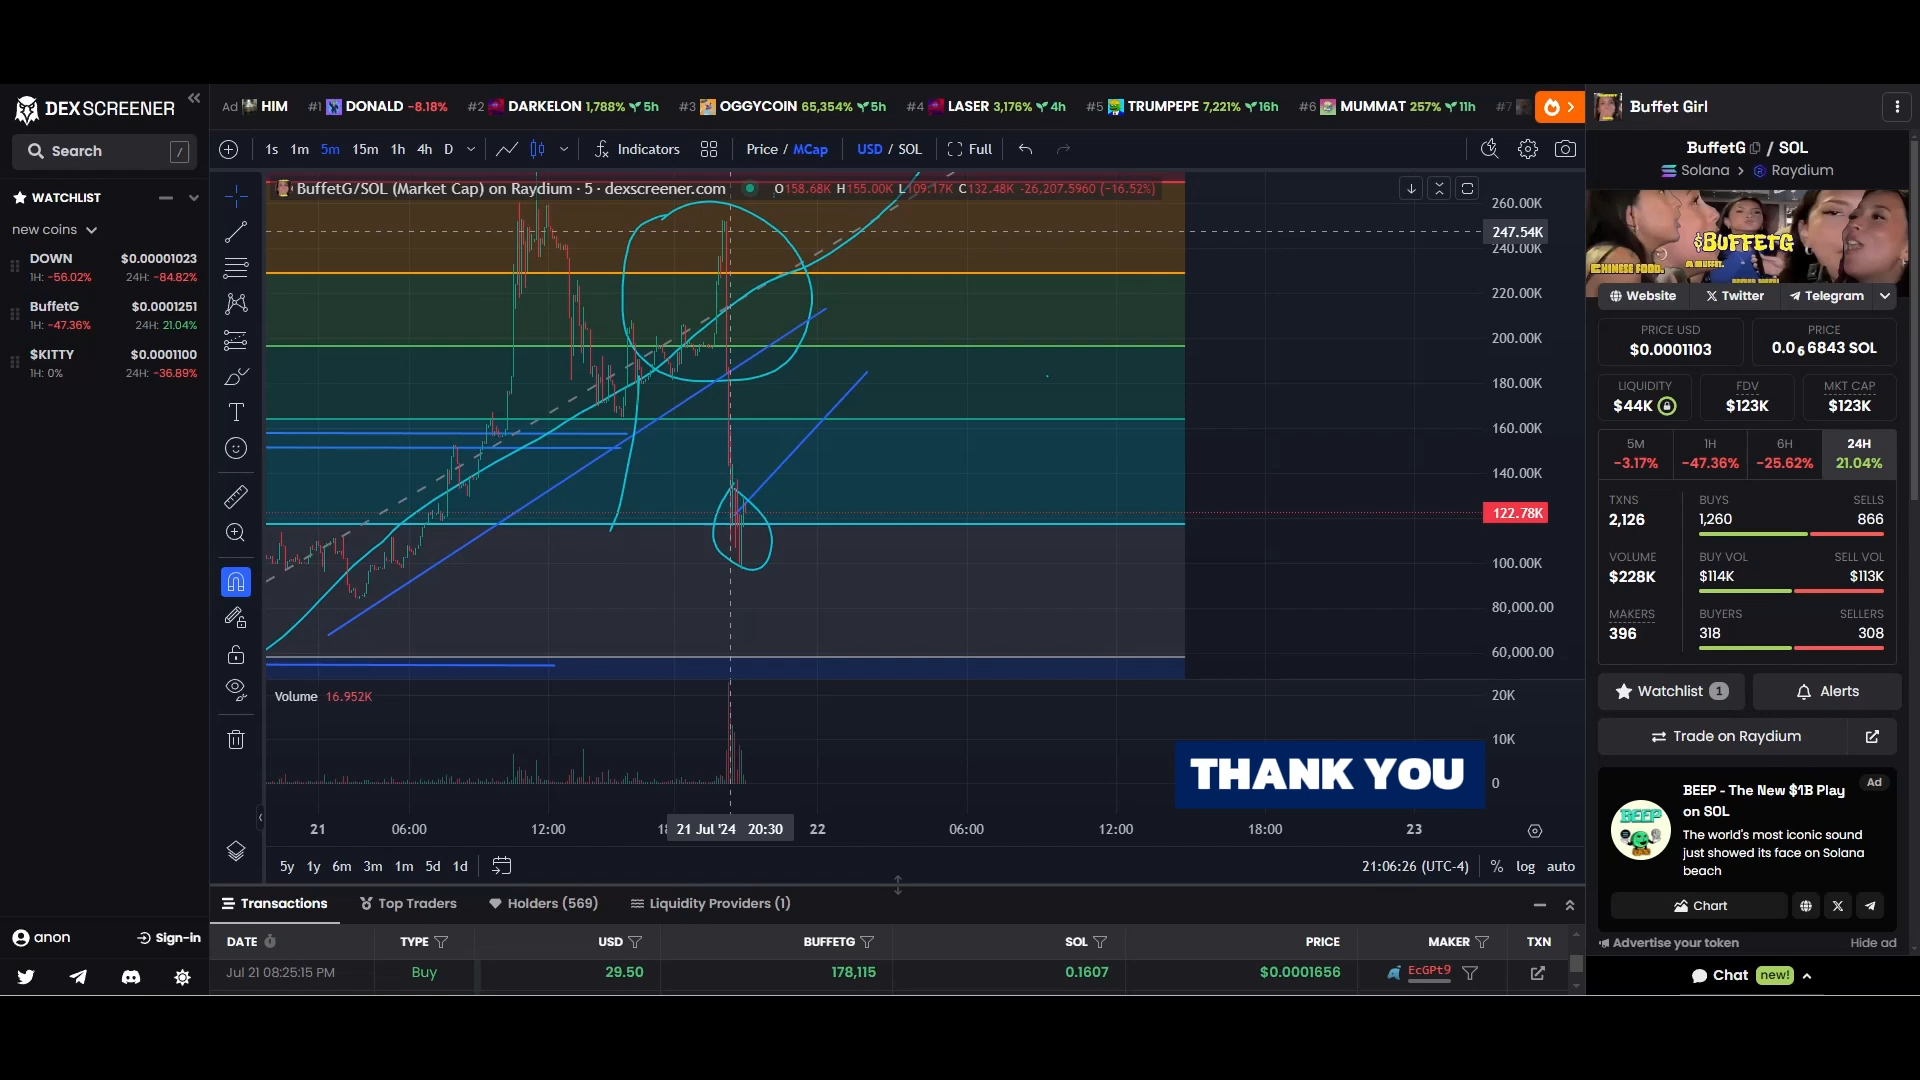 DEX SCREENER
Ad HIM #1 DONALD -8.18% #2 DARKELON 1,788% 5h #3 OGGYCOIN 65,354% 5h #4 LASER 3,176% 4h #5 TRUMPEPE 7,221% 16h #6 MUMMAT 257% 11h #7
Buffet Girl
Search /
WATCHLIST
new coins
DOWN $0.00001023
1H: -56.02% 24H: -84.82%
BuffetG $0.0001251
1H: -47.36% 24H: 21.04%
$KITTY $0.0001100
1H: 0% 24H: -36.89%
anon Sign-in
1s 1m 5m 15m 1h 4h D Indicators Price / MCap USD / SOL Full
BuffetG/SOL (Market Cap) on Raydium · 5 · dexscreener.com O158.68K H155.00K L109.17K C132.48K -26,207.5960 (-16.52%)
260.00K
247.54K
240.00K
220.00K
200.00K
180.00K
160.00K
140.00K
122.78K
100.00K
80,000.00
60,000.00
Volume 16.952K
20K
10K
0
THANK YOU
21 06:00 12:00 21 Jul '24 20:30 22 06:00 12:00 18:00 23
5y 1y 6m 3m 1m 5d 1d 21:06:26 (UTC-4) % log auto
Transactions Top Traders Holders (569) Liquidity Providers (1)
DATE TYPE USD BUFFETG SOL PRICE MAKER TXN
Jul 21 08:25:15 PM Buy 29.50 178,115 0.1607 $0.0001656 EcGPt9
BuffetG / SOL
Solana > Raydium
$BUFFETG
CHINESE FOOD.
Website Twitter Telegram
PRICE USD PRICE
$0.0001103 0.0₆6843 SOL
LIQUIDITY FDV MKT CAP
$44K $123K $123K
5M 1H 6H 24H
-3.17% -47.36% -25.62% 21.04%
TXNS BUYS SELLS
2,126 1,260 866
VOLUME BUY VOL SELL VOL
$228K $114K $113K
MAKERS BUYERS SELLERS
396 318 308
Watchlist 1 Alerts
Trade on Raydium
Ad
BEEP
BEEP - The New $1B Play
on SOL
The world's most iconic sound
just showed its face on Solana
beach
Chart
Advertise your token Hide ad
Chat new!